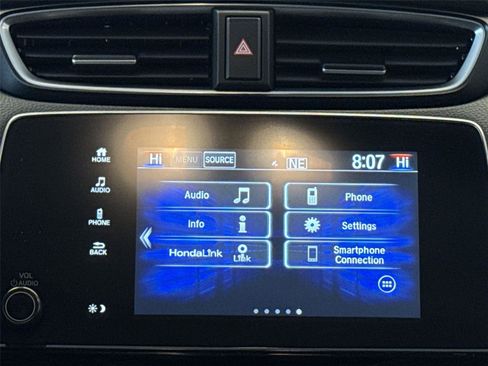 HOME
AUDIO
PHONE
BACK
VOL
AUDIO
Hi MENU SOURCE NE 8:07 Hi
Audio
Phone
Info
Settings
HondaLink
Link
Smartphone
Connection